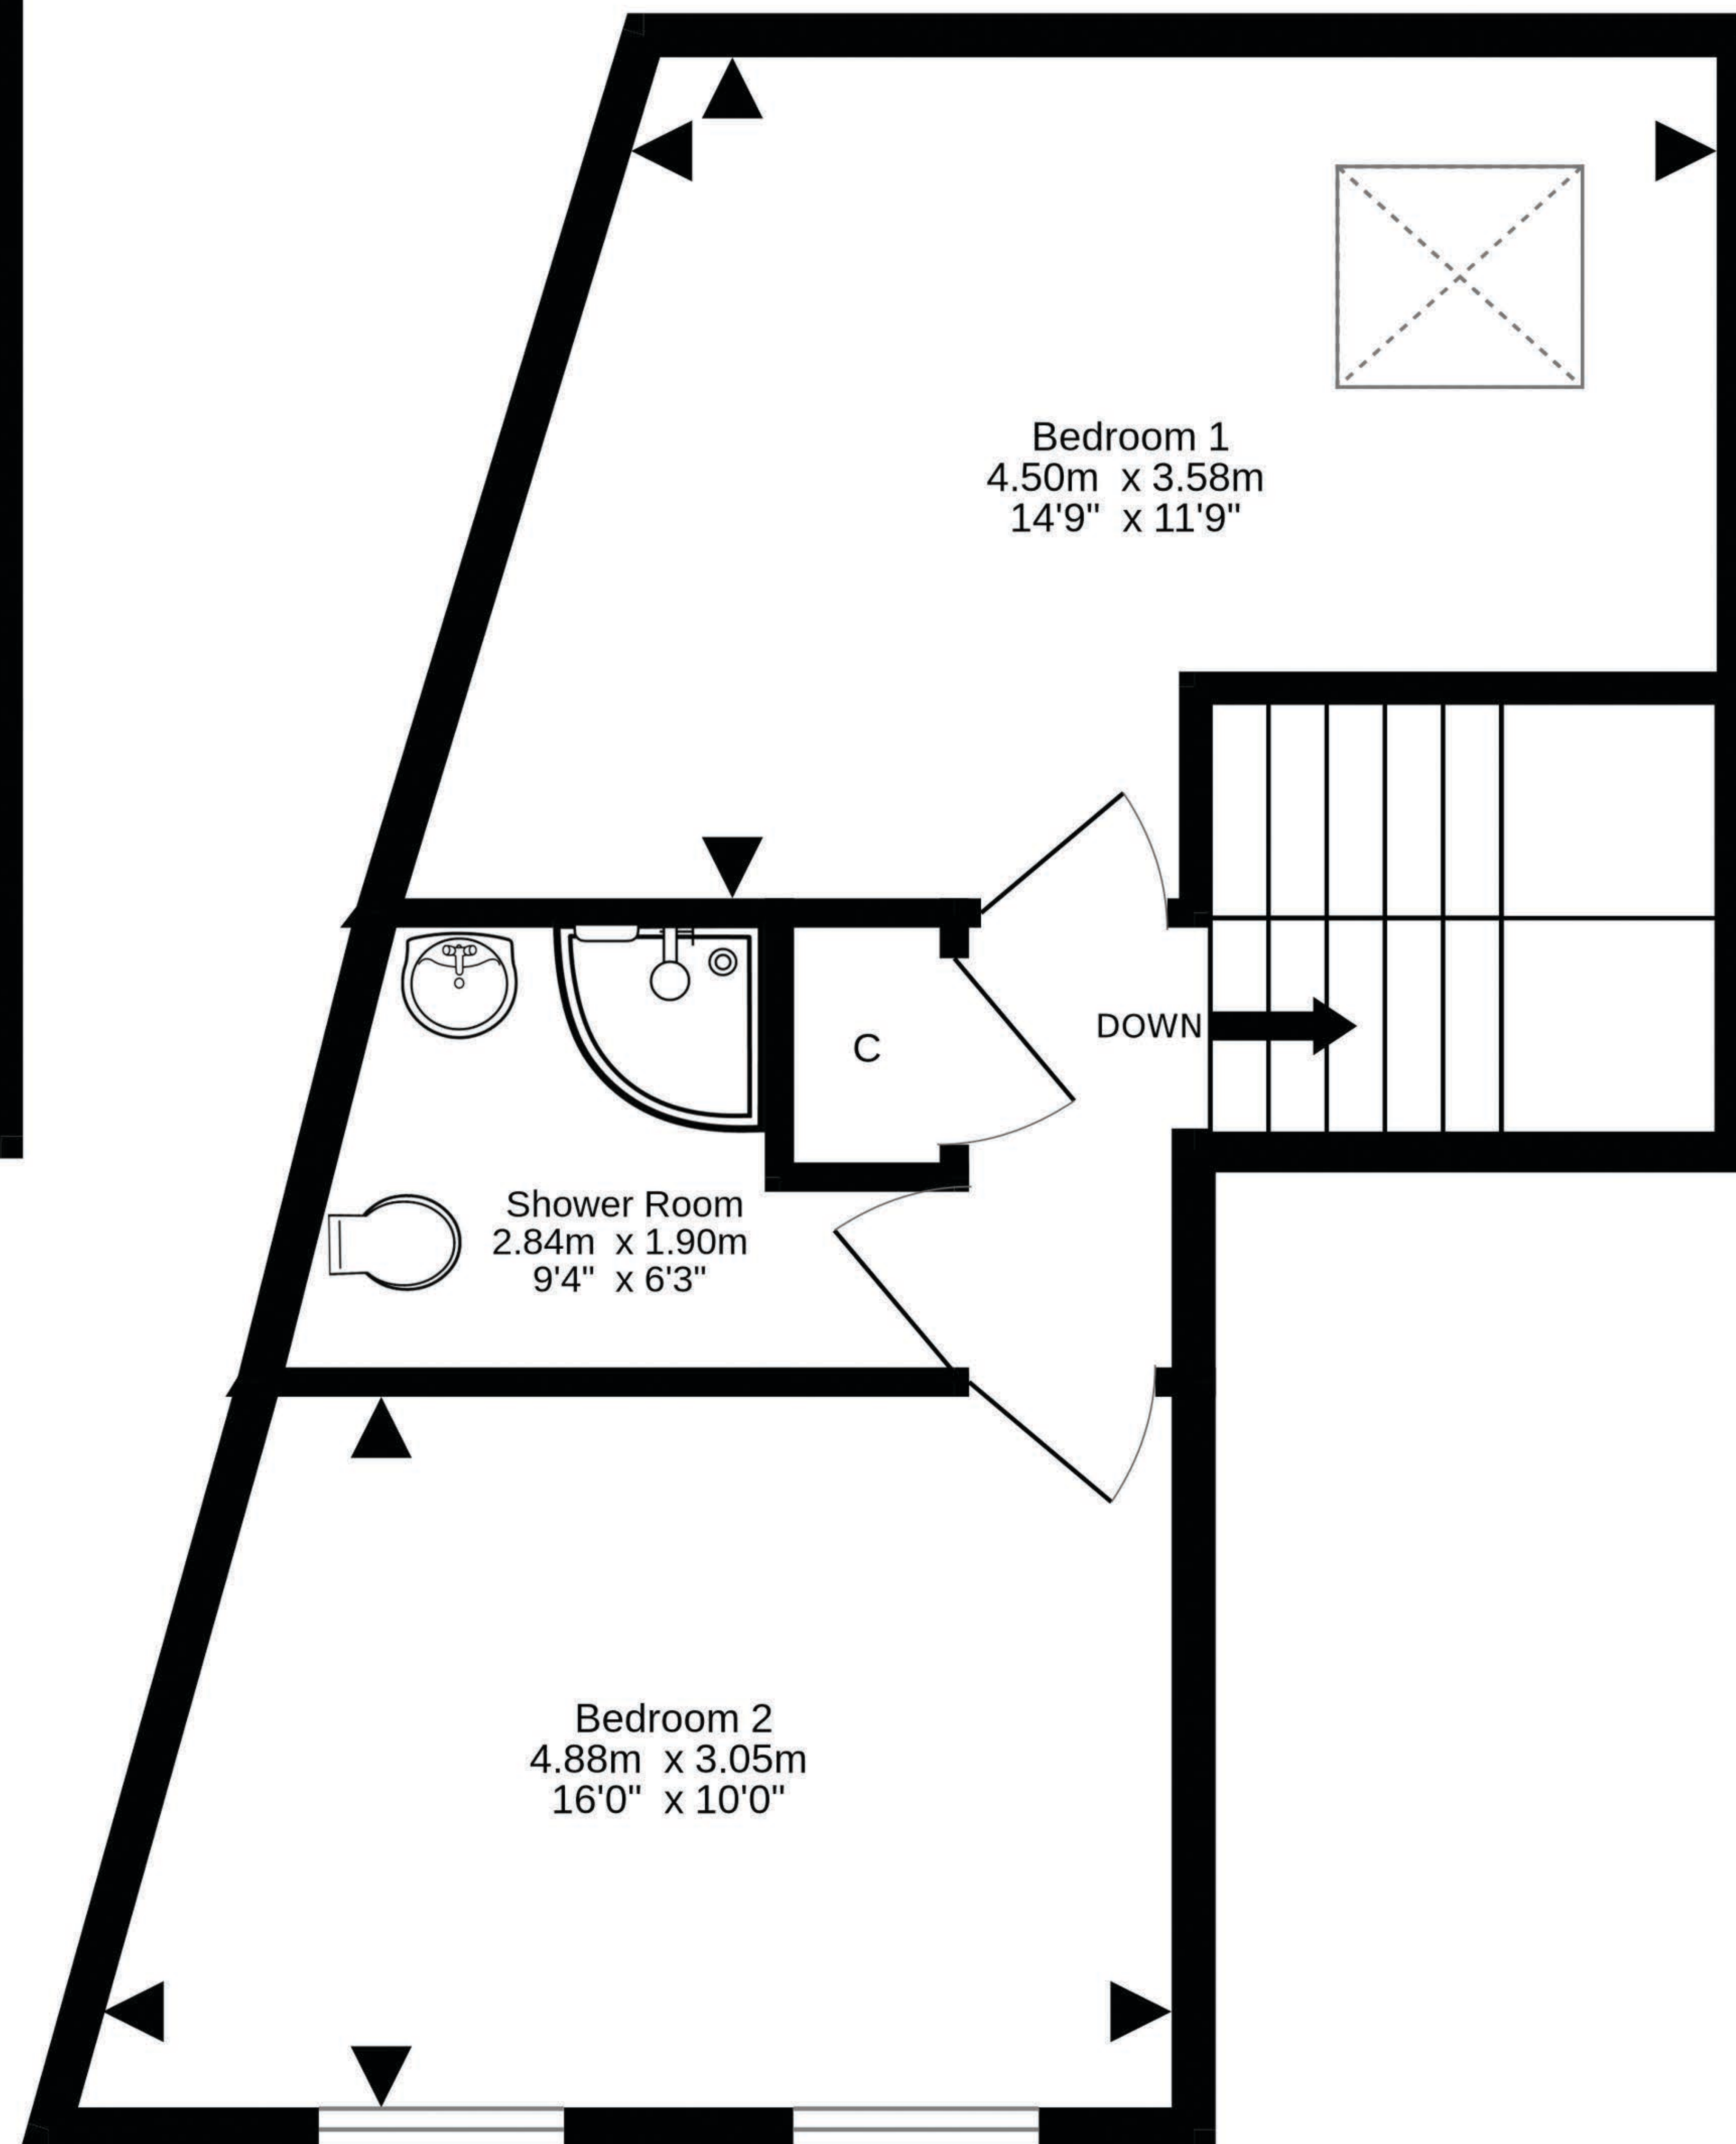 Bedroom 1
4.50m x 3.58m
14'9" x 11'9"
DOWN
C
Shower Room
2.84m x 1.90m
9'4" x 6'3"
Bedroom 2
4.88m x 3.05m
16'0" x 10'0"